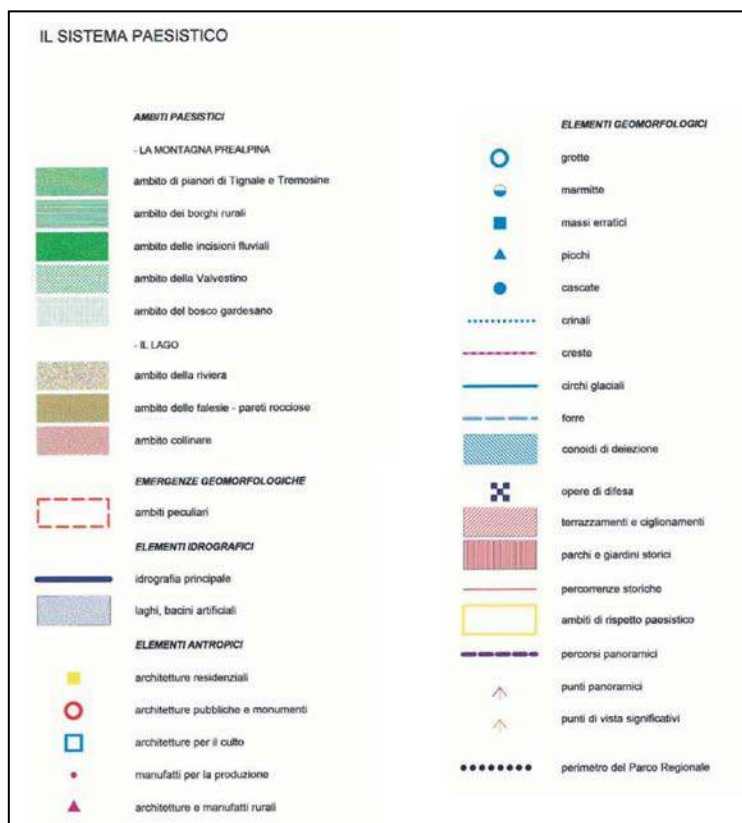 IL SISTEMA PAESISTICO
AMBITI PAESISTICI
- LA MONTAGNA PREALPINA
ambito di pianori di Tignale e Tremosine
ambito dei borghi rurali
ambito delle incisioni fluviali
ambito della Valvestino
ambito del bosco gardesano
- IL LAGO
ambito della riviera
ambito delle falesie - pareti rocciose
ambito collinare
EMERGENZE GEOMORFOLOGICHE
ambiti peculiari
ELEMENTI IDROGRAFICI
idrografia principale
laghi, bacini artificiali
ELEMENTI ANTROPICI
architetture residenziali
architetture pubbliche e monumenti
architetture per il culto
manufatti per la produzione
architetture e manufatti rurali
ELEMENTI GEOMORFOLOGICI
grotte
marmitte
massi erratici
picchi
cascate
crinali
creste
circhi glaciali
forre
conoidi di deiezione
opere di difesa
terrazzamenti e ciglionamenti
parchi e giardini storici
percorrenze storiche
ambiti di rispetto paesistico
percorsi panoramici
punti panoramici
punti di vista significativi
perimetro del Parco Regionale